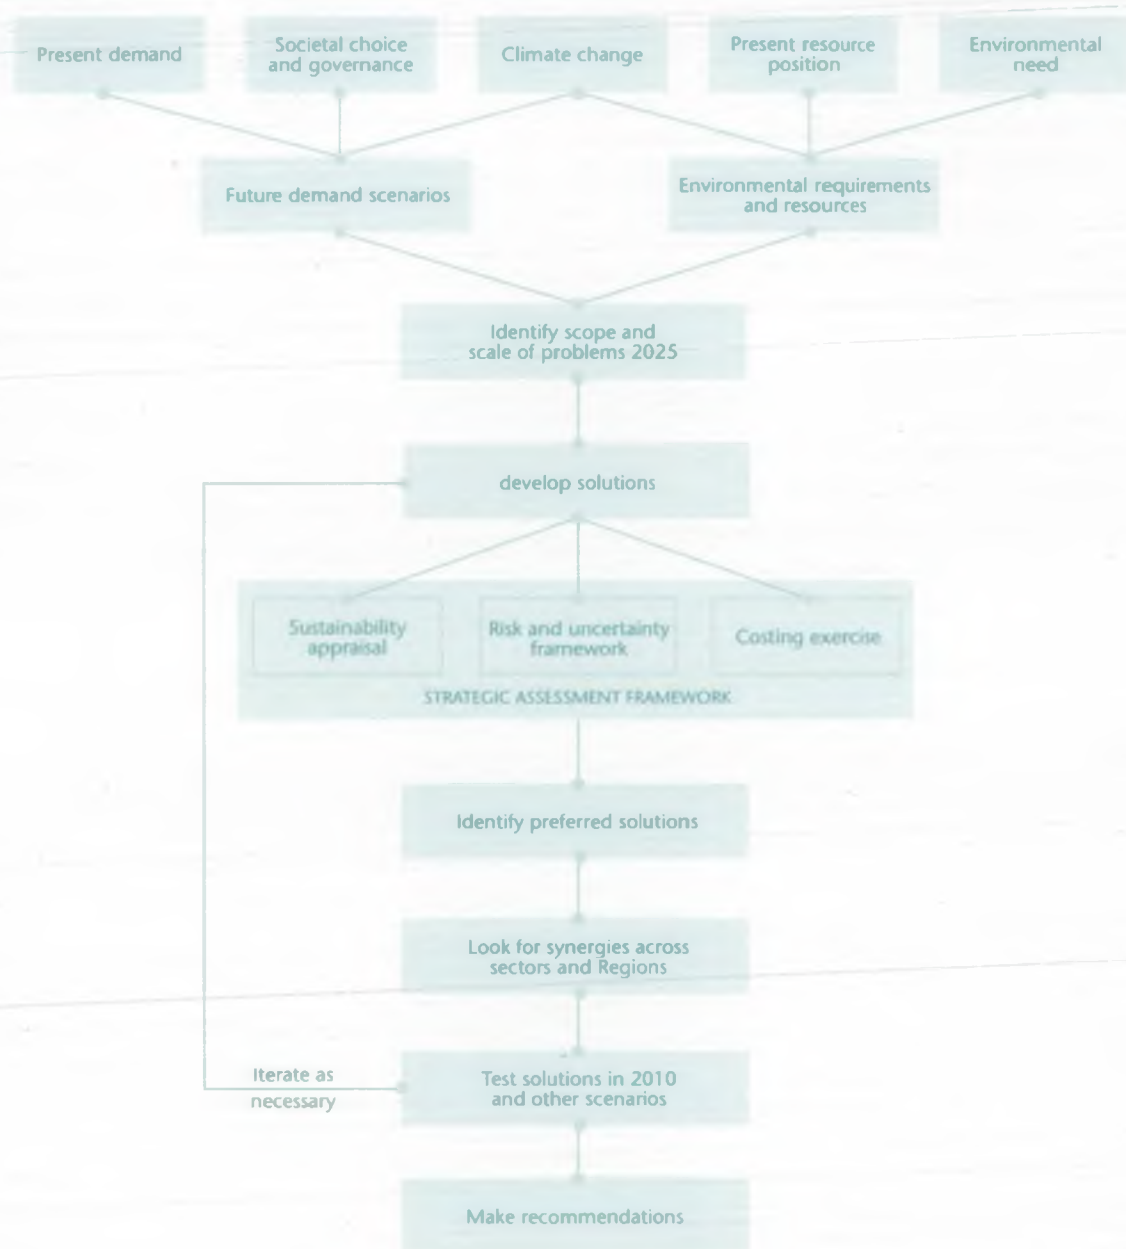 Present demand
Societal choice
and governance
Climate change
Present resource
position
Environmental
need
Future demand scenarios
Environmental requirements
and resources
Identify scope and
scale of problems 2025
develop solutions
Sustainability
appraisal
Risk and uncertainty
framework
Costing exercise
STRATEGIC ASSESSMENT FRAMEWORK
Identify preferred solutions
Look for synergies across
sectors and Regions
Iterate as
necessary
Test solutions in 2010
and other scenarios
Make recommendations